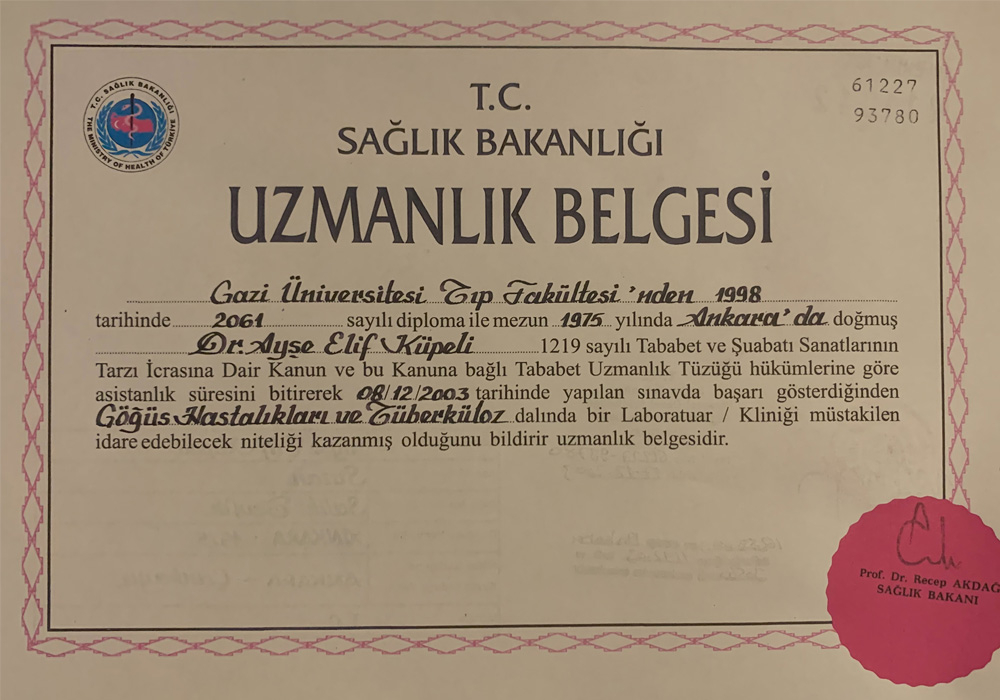 T.C. SAĞLIK BAKANLIĞI
THE MINISTRY OF HEALTH OF TÜRKİYE
61227
93780
T.C.
SAĞLIK BAKANLIĞI
UZMANLIK BELGESİ
Gazi Üniversitesi Tıp Fakültesi'nden 1998
tarihinde 2061 sayılı diploma ile mezun 1975 yılında Ankara'da doğmuş
Dr. Ayşe Elif Küpeli 1219 sayılı Tababet ve Şuabatı Sanatlarının
Tarzı İcrasına Dair Kanun ve bu Kanuna bağlı Tababet Uzmanlık Tüzüğü hükümlerine göre
asistanlık süresini bitirerek 08/12/2003 tarihinde yapılan sınavda başarı gösterdiğinden
Göğüs Hastalıkları ve Tüberküloz dalında bir Laboratuar / Kliniği müstakilen
idare edebilecek niteliği kazanmış olduğunu bildirir uzmanlık belgesidir.
Prof. Dr. Recep AKDAĞ
SAĞLIK BAKANI